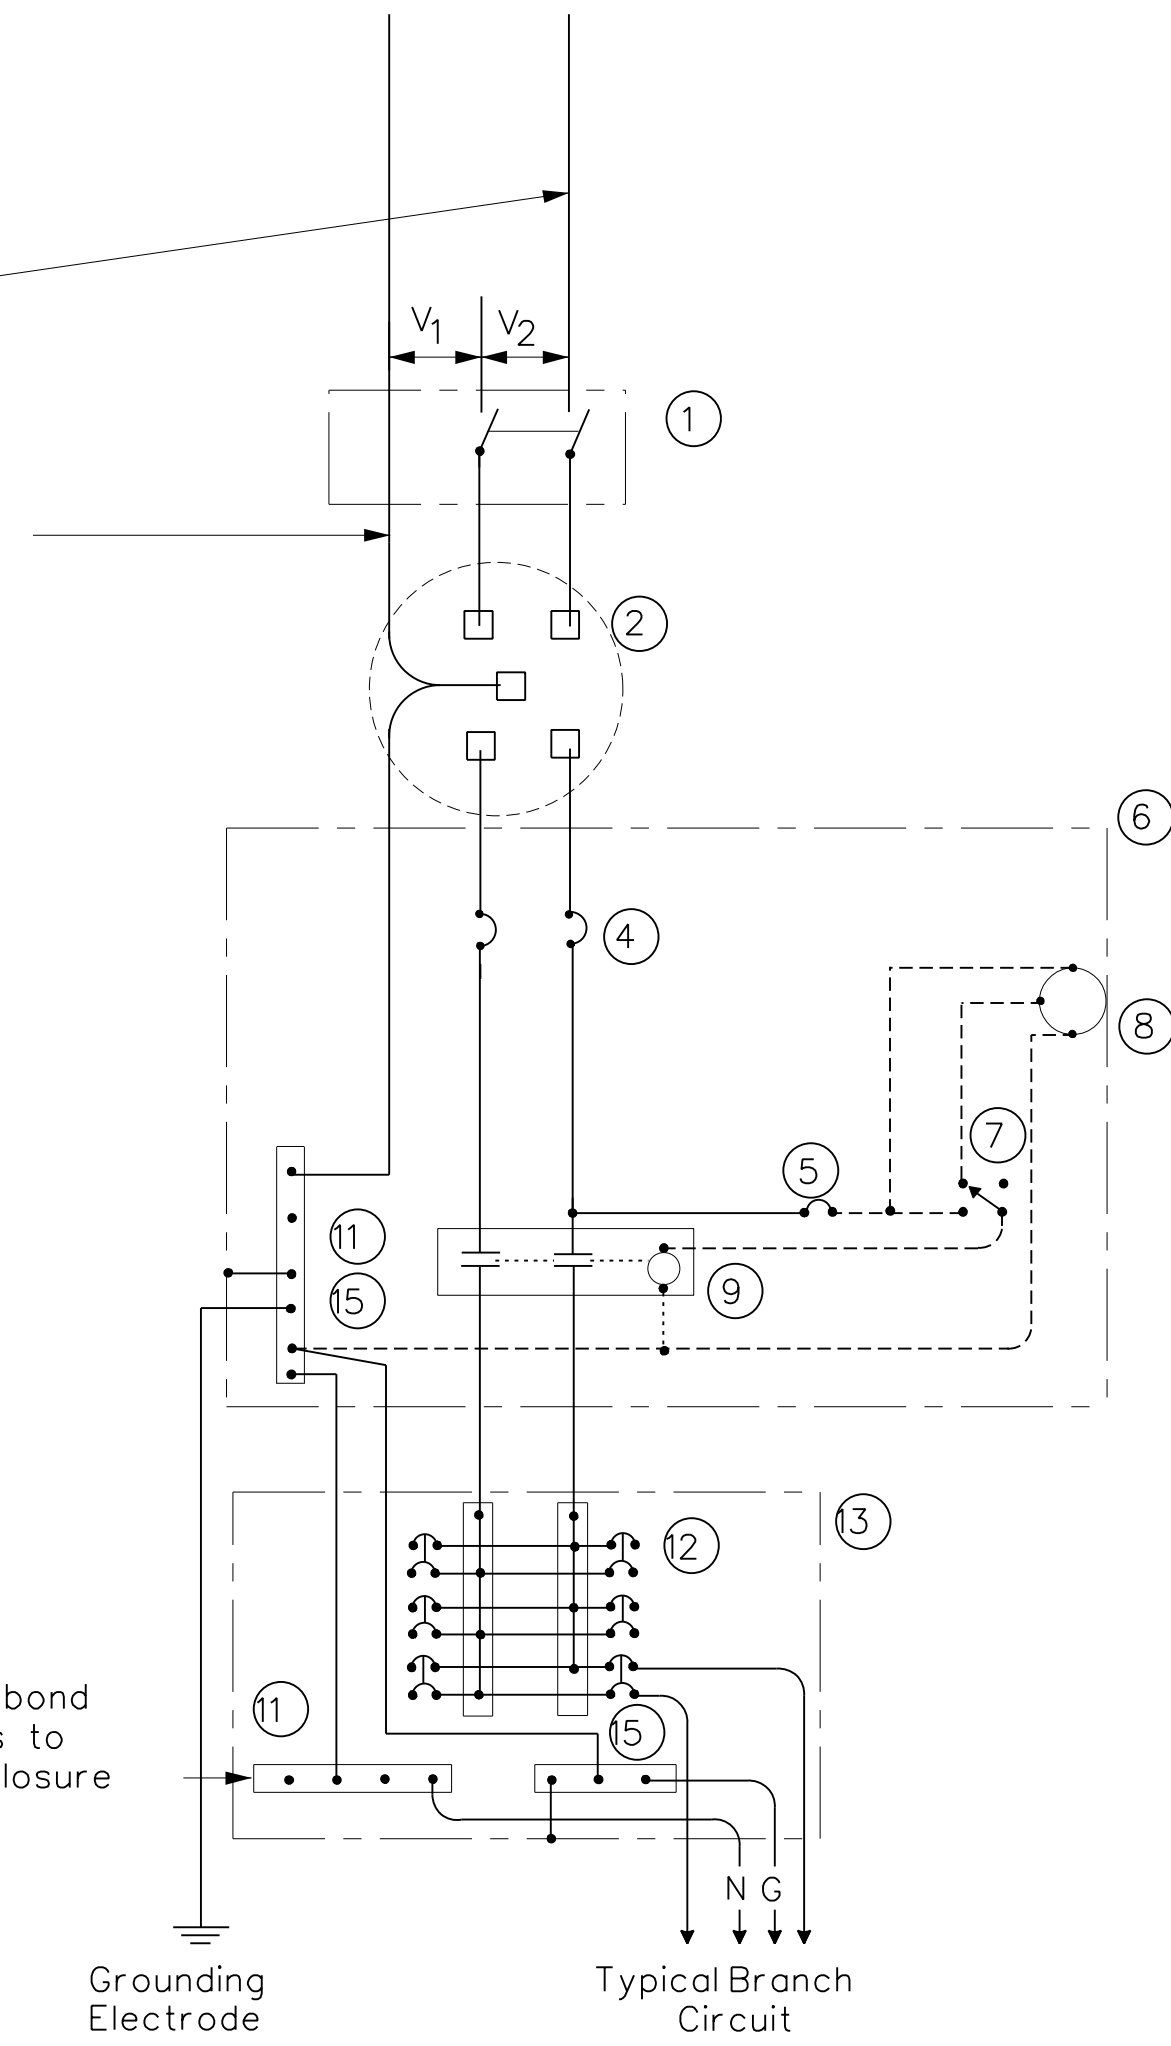 V1 V2
1
2
6
4
8
7
5
11
15
9
13
12
bond
s to
losure
11
15
N G
Grounding
Electrode
Typical Branch
Circuit